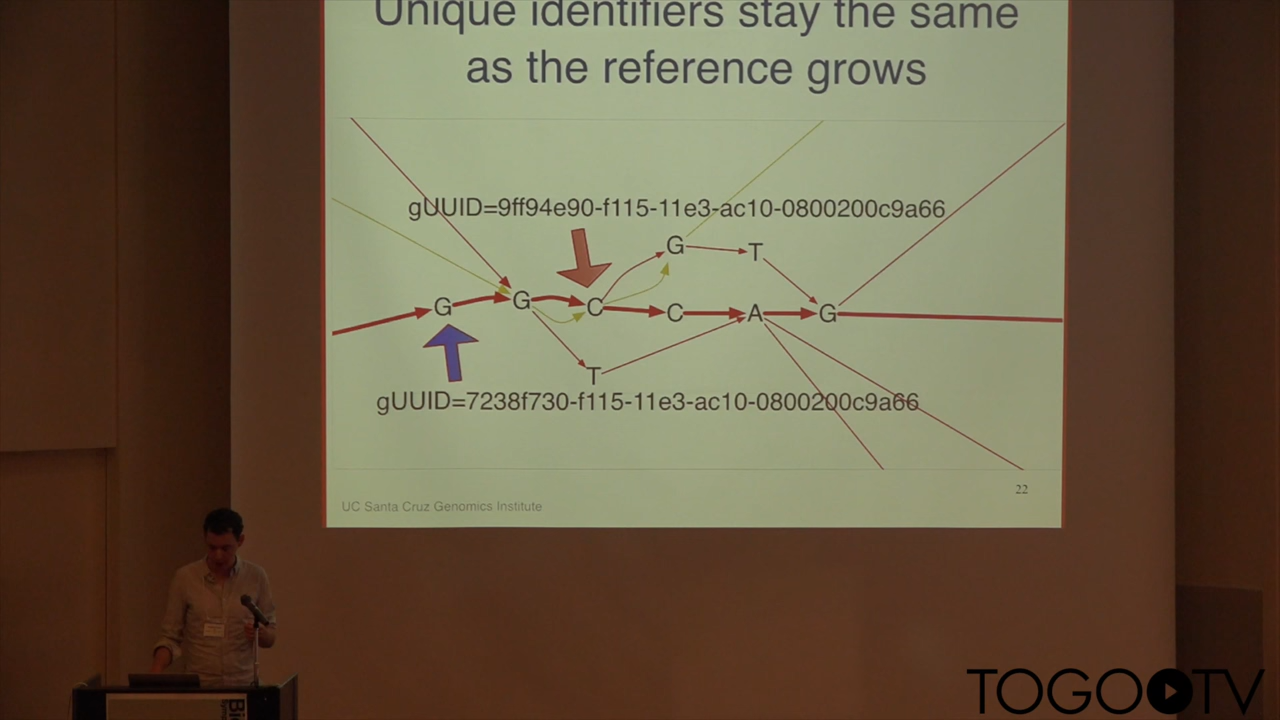 Unique identifiers stay the same
as the reference grows
gUUID=9ff94e90-f115-11e3-ac10-0800200c9a66
G T
G G C C A G
T
gUUID=7238f730-f115-11e3-ac10-0800200c9a66
22
UC Santa Cruz Genomics Institute
TOGO TV